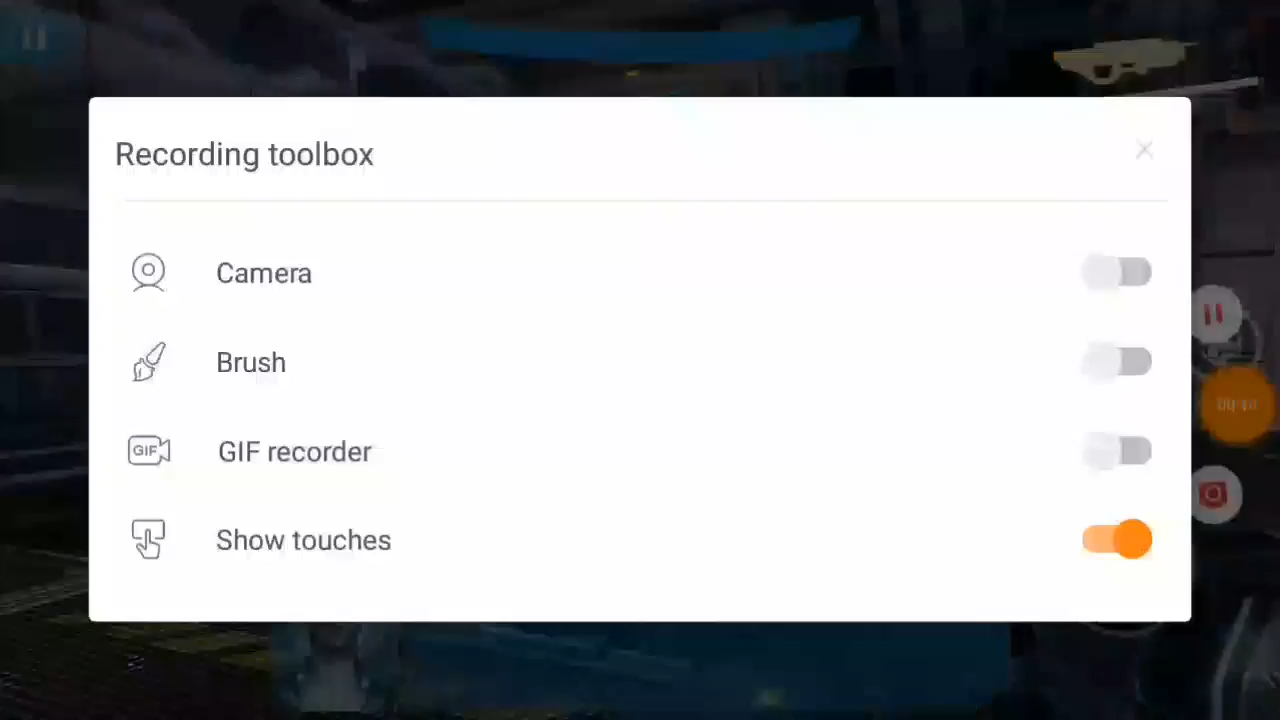 Recording toolbox
Camera
Brush
GIF
GIF recorder
Show touches